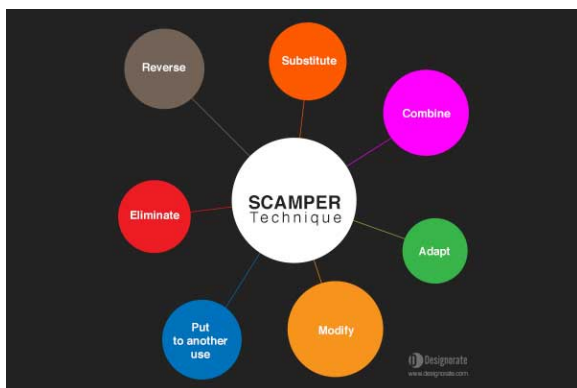 SCAMPER
Technique
Substitute
Combine
Adapt
Modify
Put
to another
use
Eliminate
Reverse
Designorate
www.designorate.com